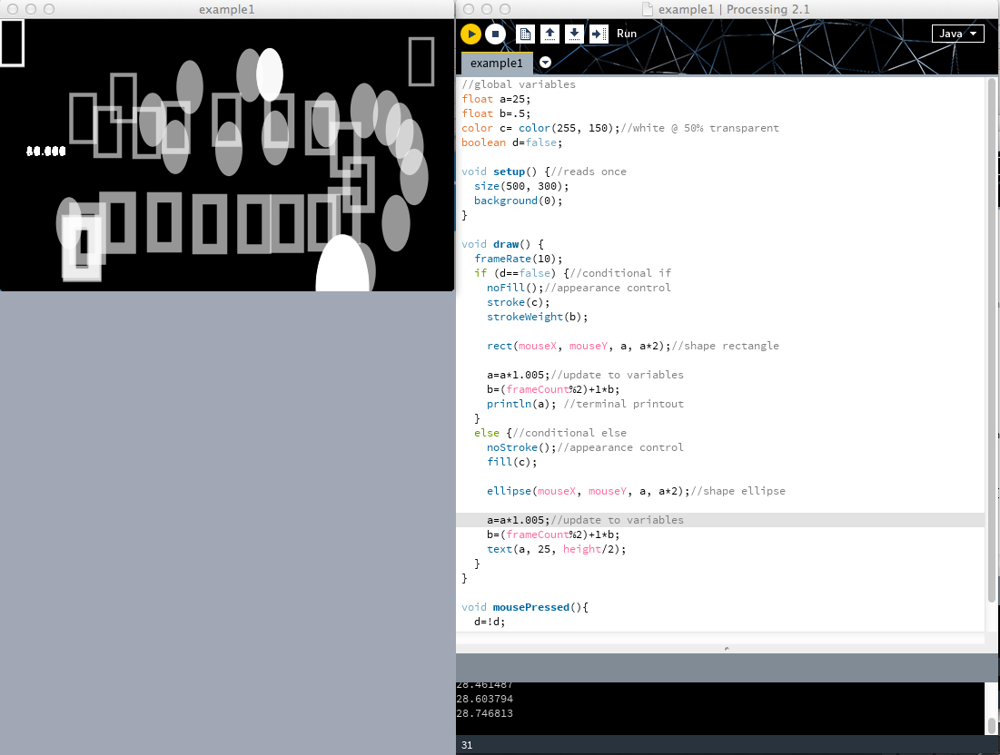 example1
example1 | Processing 2.1
Run
Java
example1
//global variables
float a=25;
float b=.5;
color c= color(255, 150);//white @ 50% transparent
boolean d=false;
void setup() {//reads once
size(500, 300);
background(0);
}
void draw() {
frameRate(10);
if (d==false) {//conditional if
noFill();//appearance control
stroke(c);
strokeWeight(b);
rect(mouseX, mouseY, a, a*2);//shape rectangle
a=a*1.005;//update to variables
b=(frameCount%2)+1*b;
println(a); //terminal printout
}
else {//conditional else
noStroke();//appearance control
fill(c);
ellipse(mouseX, mouseY, a, a*2);//shape ellipse
a=a*1.005;//update to variables
b=(frameCount%2)+1*b;
text(a, 25, height/2);
}
}
void mousePressed(){
d=!d;
28.461487
28.603794
28.746813
31